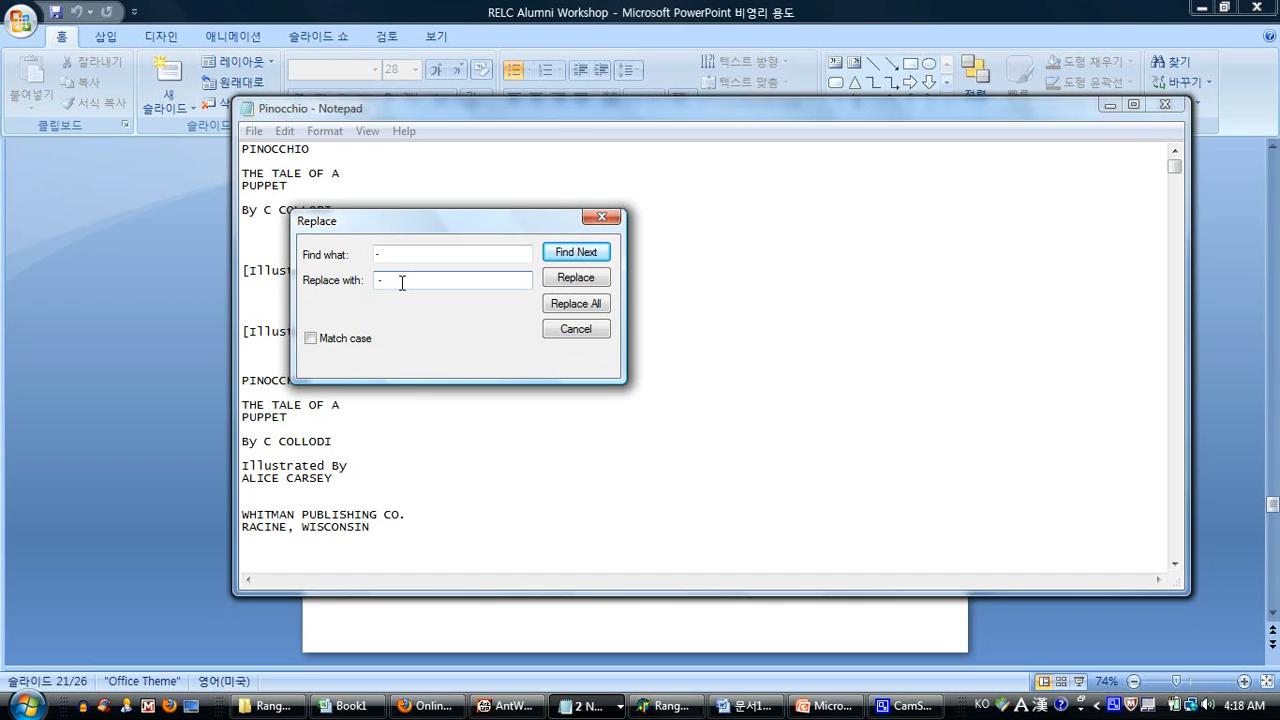 RELC Alumni Workshop - Microsoft PowerPoint 비영리 용도
홈 삽입 디자인 애니메이션 슬라이드 쇼 검토 보기
잘라내기
복사
서식 복사
붙여넣기
클립보드
새
슬라이드
레이아웃
원래대로
슬라이드
28
텍스트 방향
텍스트 맞춤
정렬
도형 채우기
도형 윤곽선
찾기
바꾸기
Pinocchio - Notepad
File Edit Format View Help
PINOCCHIO
THE TALE OF A
PUPPET
By C COLLODI
Replace
Find what: -
Find Next
[Illust
Replace with: -
Replace
Replace All
[Illust
Cancel
Match case
PINOCC
THE TALE OF A
PUPPET
By C COLLODI
Illustrated By
ALICE CARSEY
WHITMAN PUBLISHING CO.
RACINE, WISCONSIN
슬라이드 21/26 "Office Theme" 영어(미국) 74%
Rang... Book1 Onlin... AntW... 2 N... Rang... 문서1... Micro... CamS... KO A 漢 4:18 AM